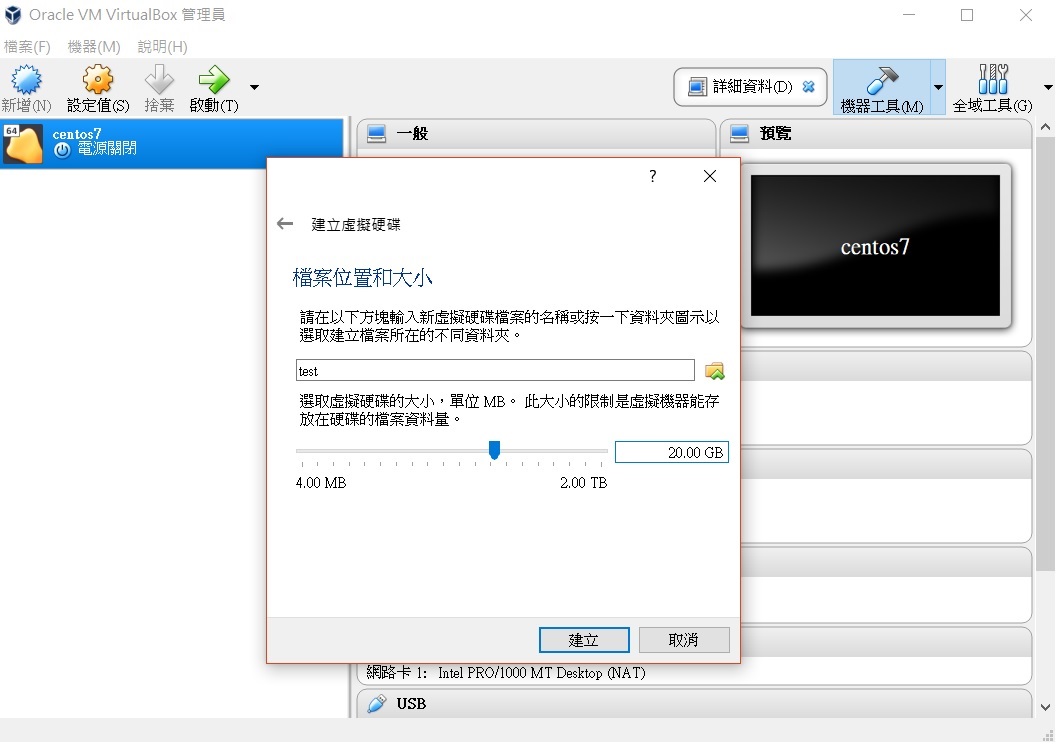 Oracle VM VirtualBox 管理員
檔案(F) 機器(M) 說明(H)
新增(N) 設定值(S) 捨棄 啟動(T) 詳細資料(D) 機器工具(M) 全域工具(G)
64
centos7
電源關閉
一般
預覽
centos7
?
建立虛擬硬碟
檔案位置和大小
請在以下方塊輸入新虛擬硬碟檔案的名稱或按一下資料夾圖示以
選取建立檔案所在的不同資料夾。
test
選取虛擬硬碟的大小，單位 MB。 此大小的限制是虛擬機器能存
放在硬碟的檔案資料量。
20.00 GB
4.00 MB 2.00 TB
建立 取消
網路卡 1: Intel PRO/1000 MT Desktop (NAT)
USB